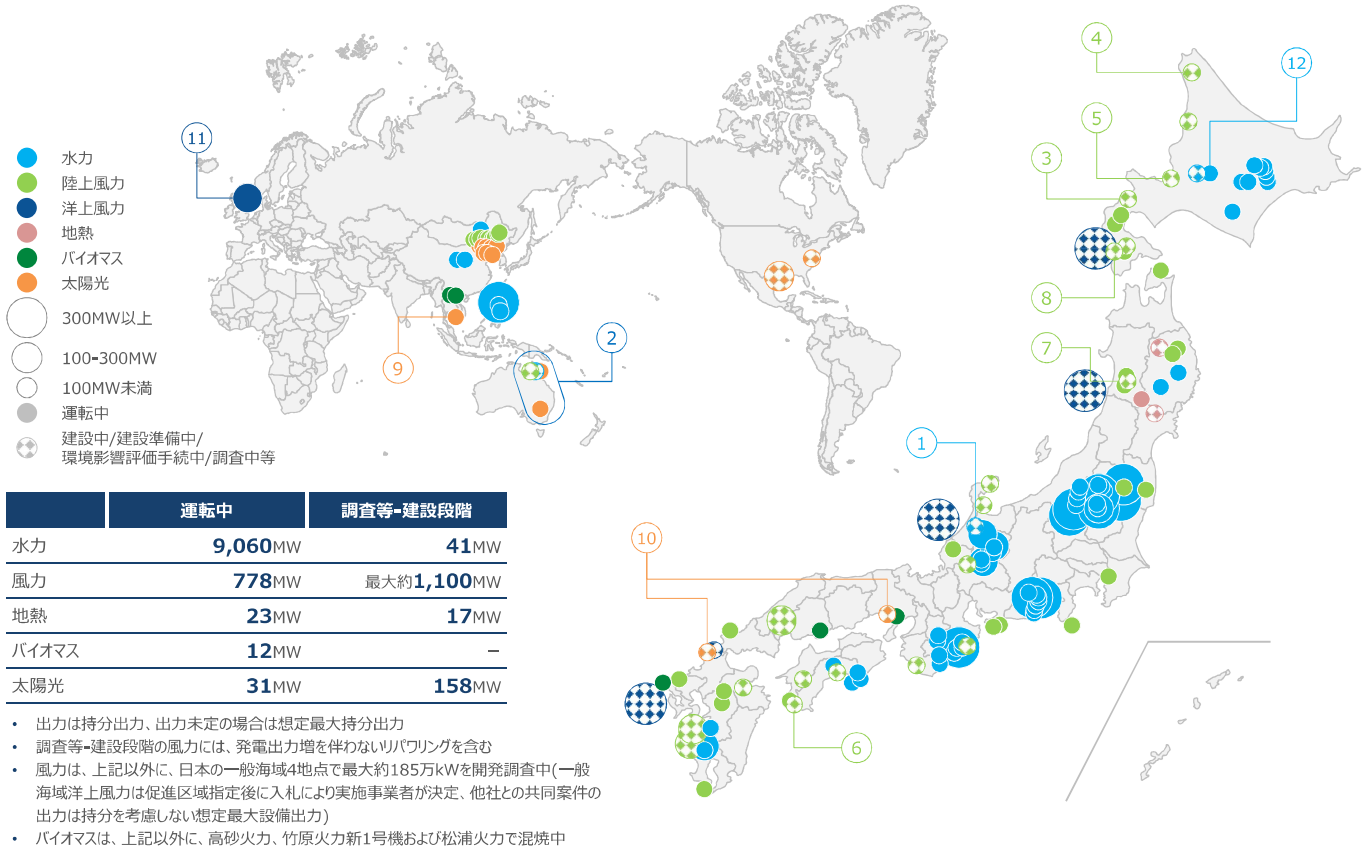 水力
陸上風力
洋上風力
地熱
バイオマス
太陽光
300MW以上
100-300MW
100MW未満
運転中
建設中/建設準備中/
環境影響評価手続中/調査中等
11
9
2
4
12
5
3
8
7
1
10
6
運転中 調査等-建設段階
水力 9,060MW 41MW
風力 778MW 最大約1,100MW
地熱 23MW 17MW
バイオマス 12MW –
太陽光 31MW 158MW
• 出力は持分出力、出力未定の場合は想定最大持分出力
• 調査等-建設段階の風力には、発電出力増を伴わないリパワリングを含む
• 風力は、上記以外に、日本の一般海域4地点で最大約185万kWを開発調査中(一般
海域洋上風力は促進区域指定後に入札により実施事業者が決定、他社との共同案件の
出力は持分を考慮しない想定最大設備出力)
• バイオマスは、上記以外に、高砂火力、竹原火力新1号機および松浦火力で混焼中